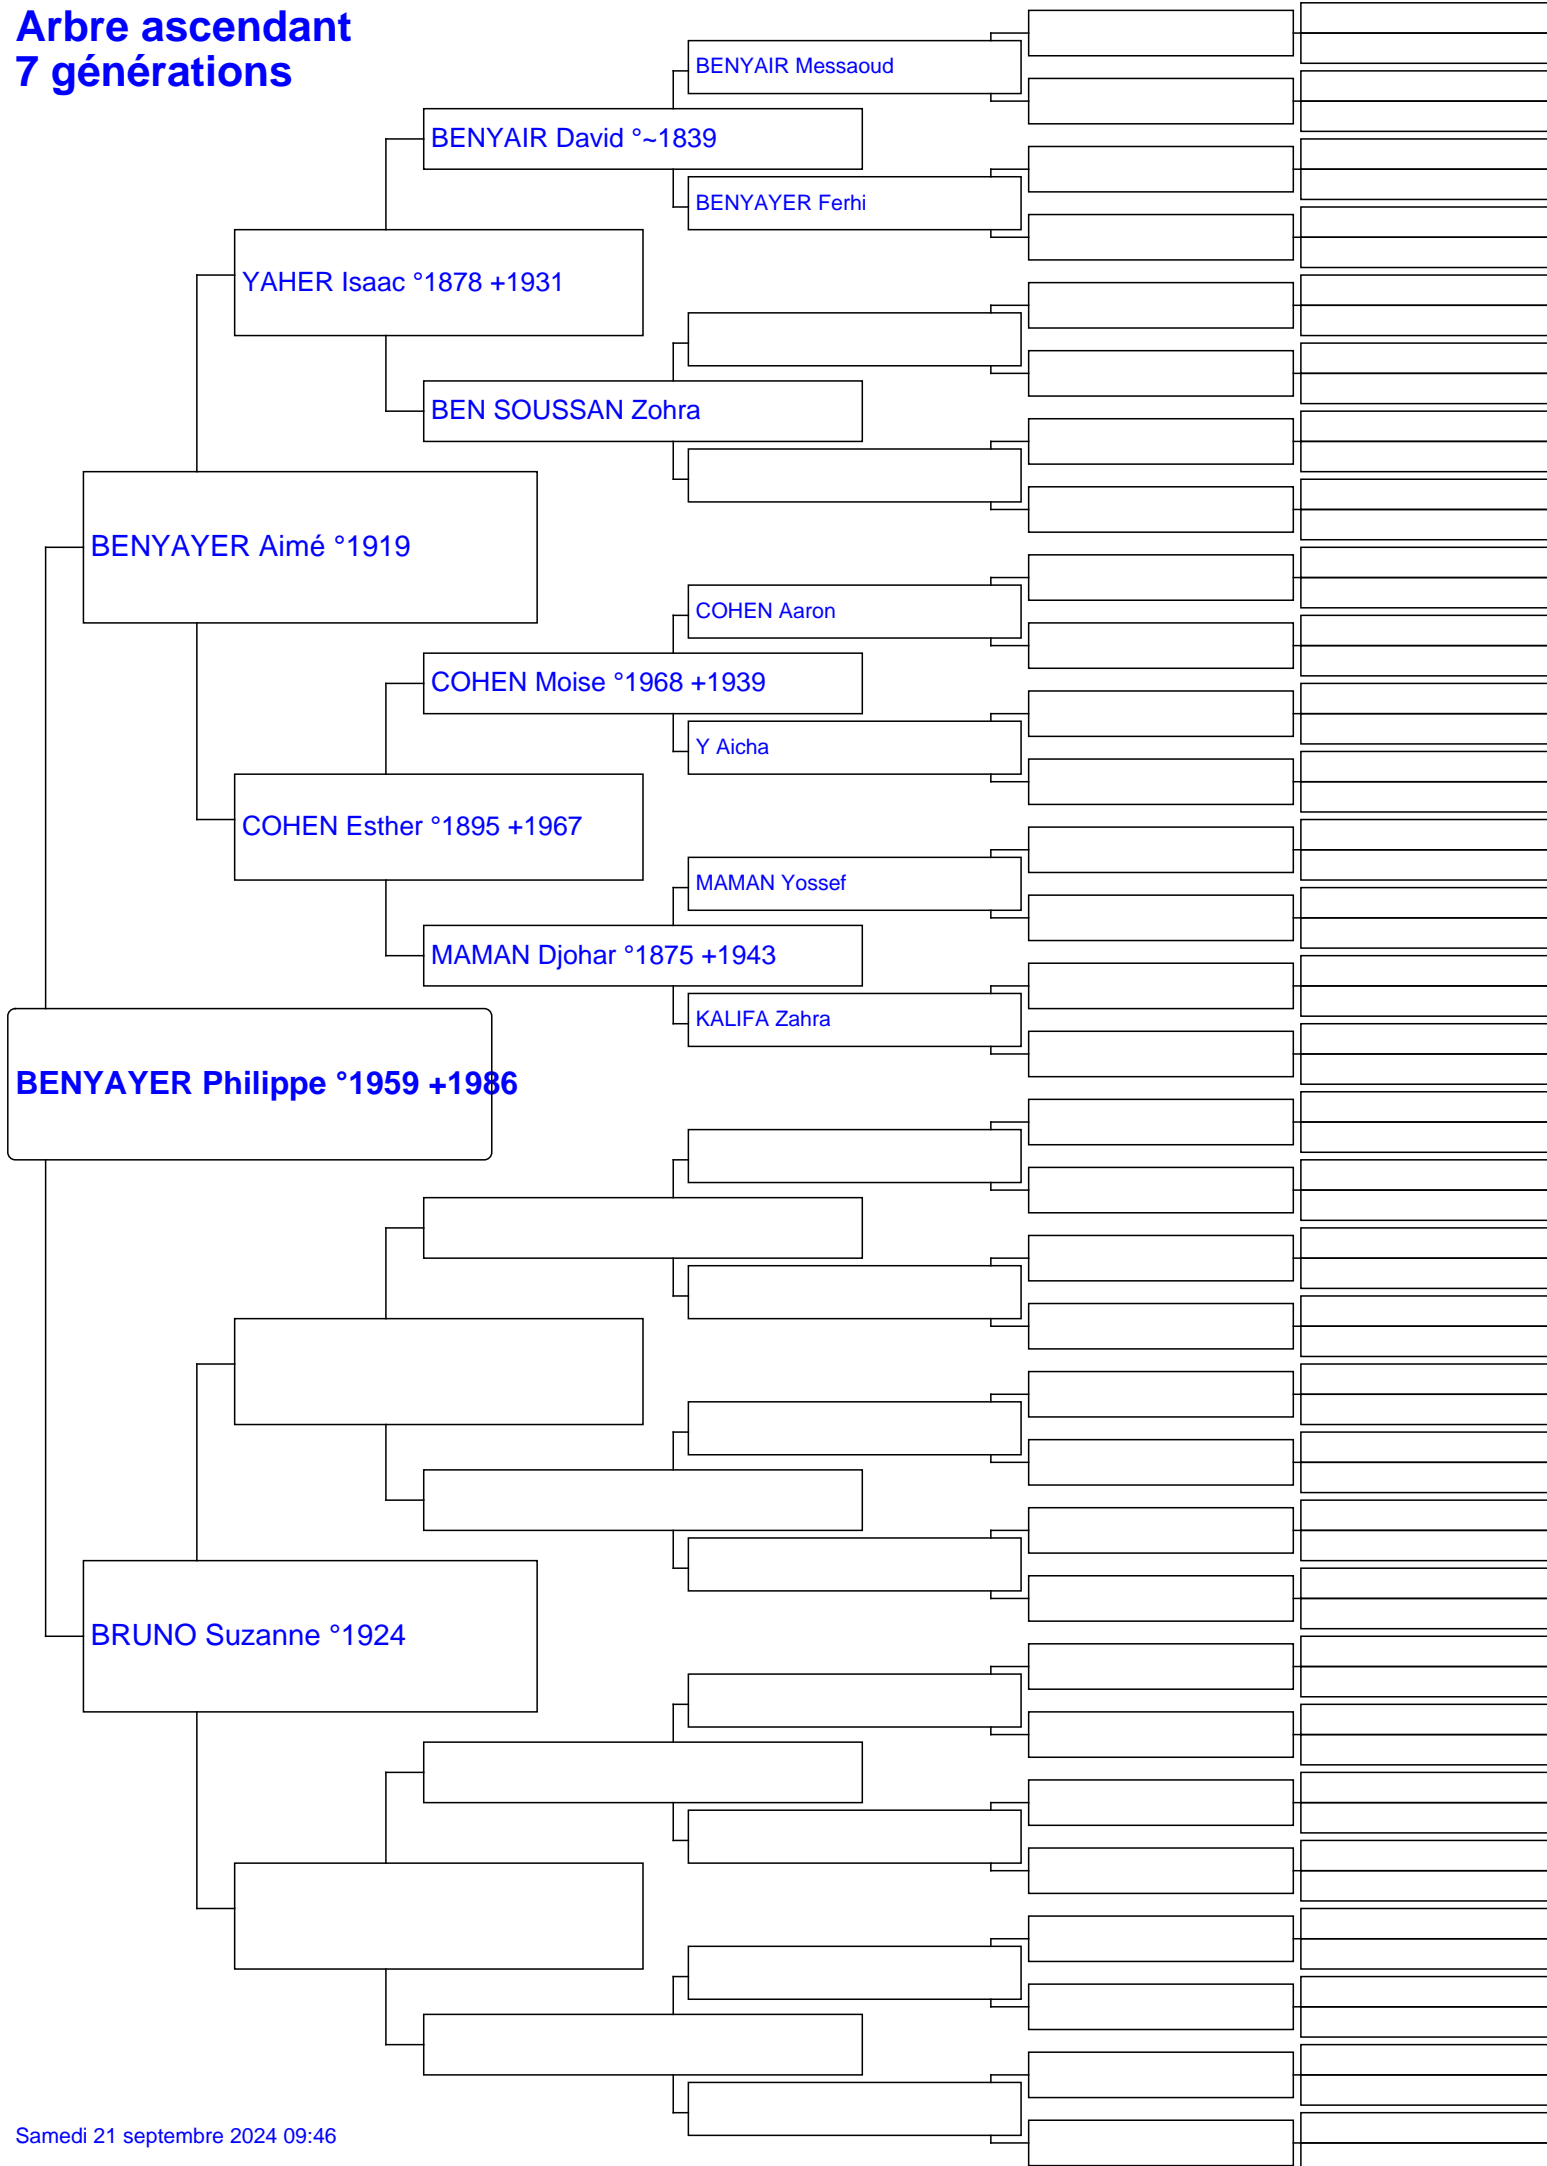 Arbre ascendant
7 générations
BENYAIR Messaoud
BENYAIR David °~1839
BENYAYER Ferhi
YAHER Isaac °1878 +1931
BEN SOUSSAN Zohra
BENYAYER Aimé °1919
COHEN Aaron
COHEN Moise °1968 +1939
Y Aicha
COHEN Esther °1895 +1967
MAMAN Yossef
MAMAN Djohar °1875 +1943
KALIFA Zahra
BENYAYER Philippe °1959 +1986
BRUNO Suzanne °1924
Samedi 21 septembre 2024 09:46